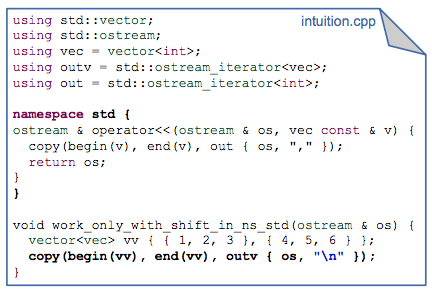 intuition.cpp
using std::vector;
using std::ostream;
using vec = vector<int>;
using outv = std::ostream_iterator<vec>;
using out = std::ostream_iterator<int>;
namespace std {
ostream & operator<<(ostream & os, vec const & v) {
  copy(begin(v), end(v), out { os, "," });
  return os;
}
}
void work_only_with_shift_in_ns_std(ostream & os) {
  vector<vec> vv { { 1, 2, 3 }, { 4, 5, 6 } };
  copy(begin(vv), end(vv), outv { os, "\n" });
}